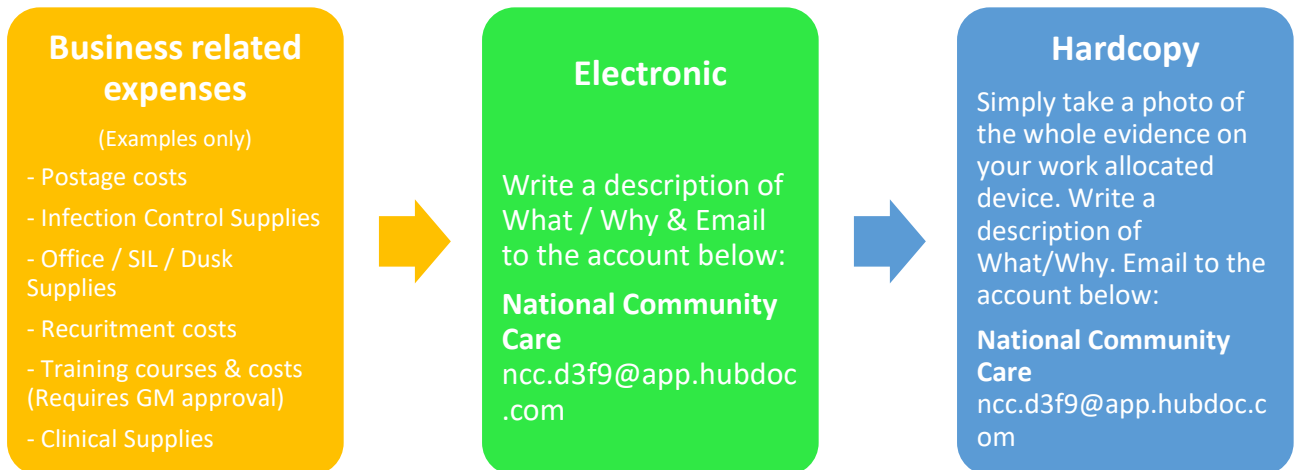 Business related
expenses
(Examples only)
- Postage costs
- Infection Control Supplies
- Office / SIL / Dusk
Supplies
- Recuritment costs
- Training courses & costs
(Requires GM approval)
- Clinical Supplies
Electronic
Write a description of
What / Why & Email
to the account below:
National Community
Care
ncc.d3f9@app.hubdoc
.com
Hardcopy
Simply take a photo of
the whole evidence on
your work allocated
device. Write a
description of
What/Why. Email to the
account below:
National Community
Care
ncc.d3f9@app.hubdoc.c
om